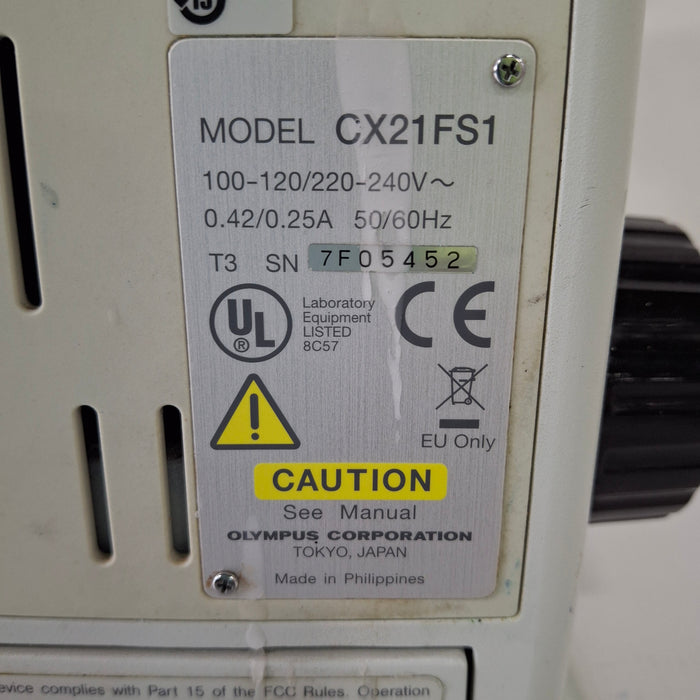 15
MODEL CX21FS1
100-120/220-240V~
0.42/0.25A 50/60Hz
T3 SN 7F05452
UL
®
Laboratory
Equipment
LISTED
8C57
CE
EU Only
CAUTION
See Manual
OLYMPUS CORPORATION
TOKYO, JAPAN
Made in Philippines
complies with Part 15 of the FCC Rules. Operation